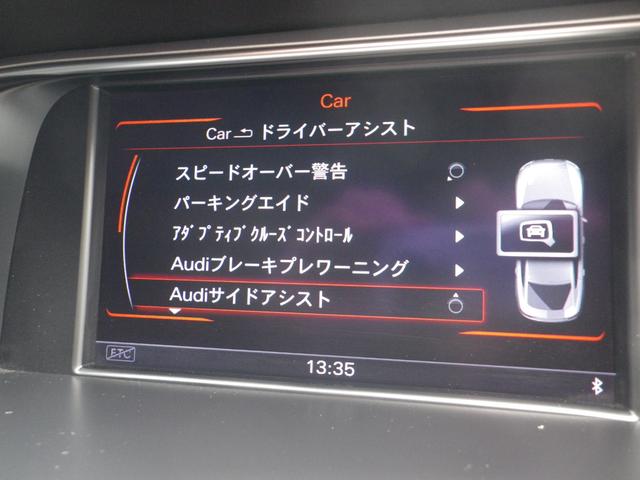 Car
Car ドライバーアシスト
スピードオーバー警告
パーキングエイド
ｱﾀﾞﾌﾟﾃｨﾌﾞｸﾙｰｽﾞｺﾝﾄﾛｰﾙ
Audiブレーキプレワーニング
Audiサイドアシスト
ETC
13:35